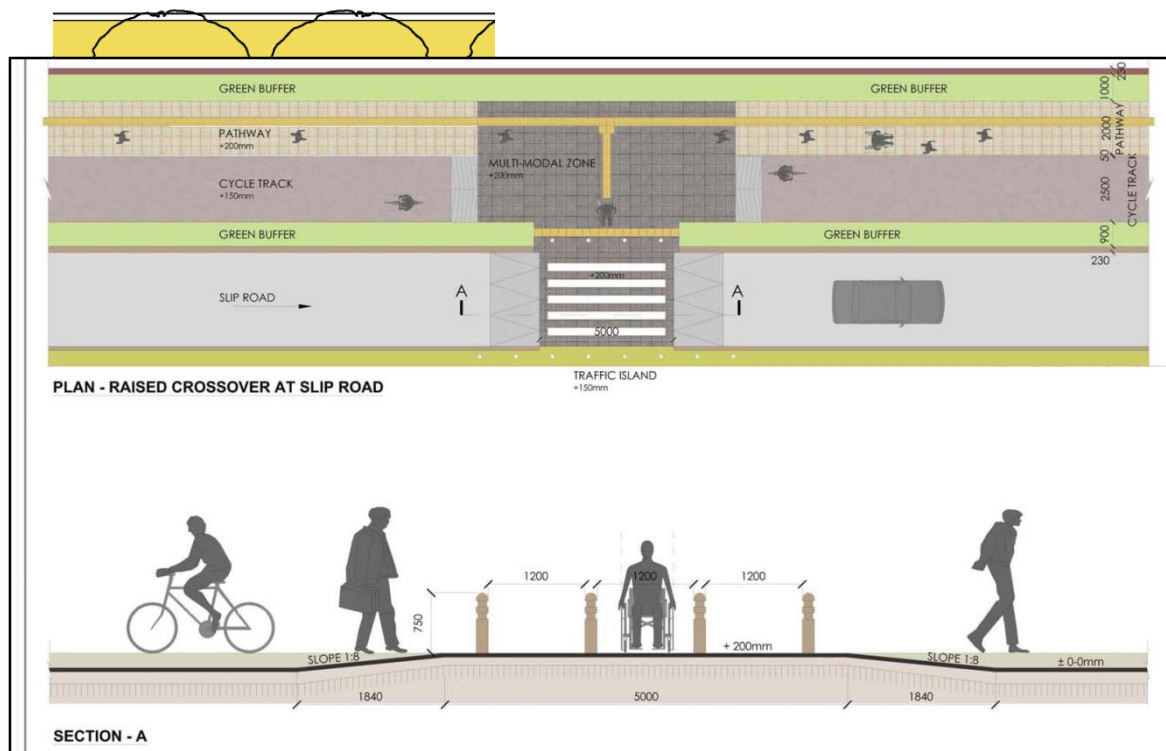 GREEN BUFFER
GREEN BUFFER
230
1000
PATHWAY
+200mm
2000
PATHWAY
MULTI-MODAL ZONE
+200mm
50
CYCLE TRACK
+150mm
2500
CYCLE TRACK
GREEN BUFFER
GREEN BUFFER
900
230
+200mm
SLIP ROAD
A
A
5000
TRAFFIC ISLAND
+150mm
PLAN - RAISED CROSSOVER AT SLIP ROAD
1200
1200
1200
750
SLOPE 1:8
+ 200mm
SLOPE 1:8
± 0-0mm
1840
5000
1840
SECTION - A